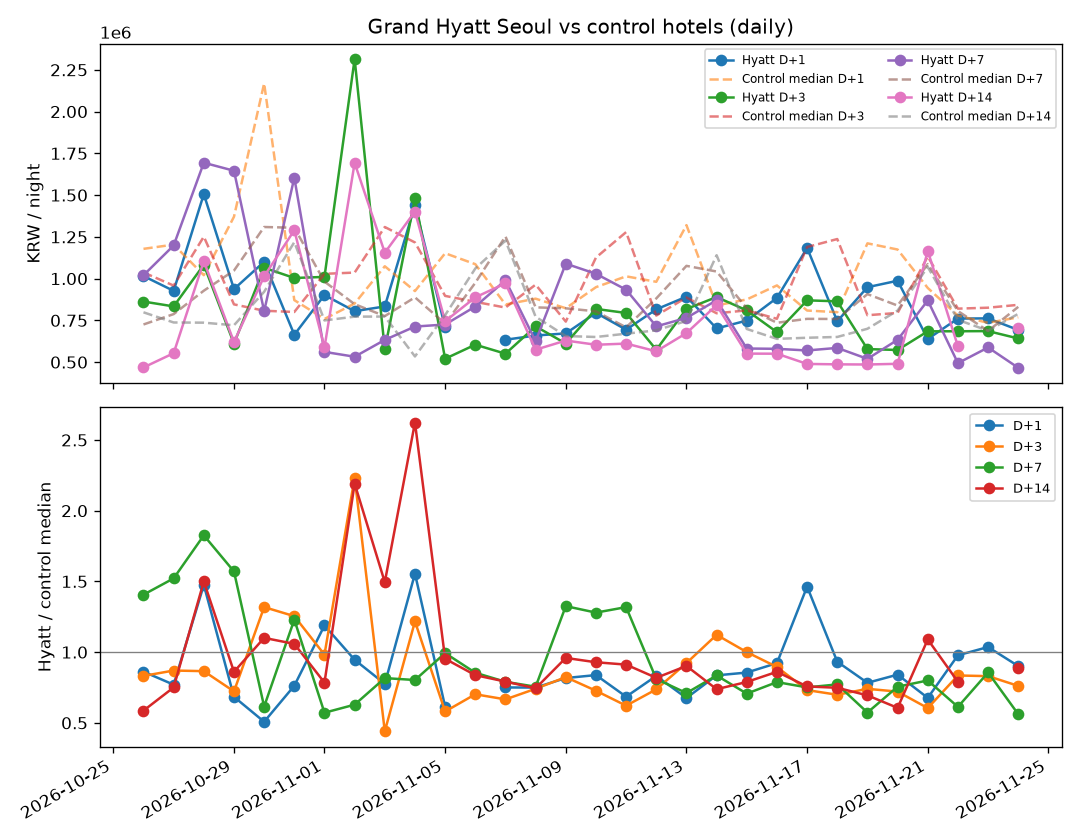 Grand Hyatt Seoul vs control hotels (daily)
1e6
KRW / night
2.25
2.00
1.75
1.50
1.25
1.00
0.75
0.50
Hyatt D+1
Control median D+1
Hyatt D+3
Control median D+3
Hyatt D+7
Control median D+7
Hyatt D+14
Control median D+14
Hyatt / control median
2.5
2.0
1.5
1.0
0.5
D+1
D+3
D+7
D+14
2026-10-25
2026-10-29
2026-11-01
2026-11-05
2026-11-09
2026-11-13
2026-11-17
2026-11-21
2026-11-25